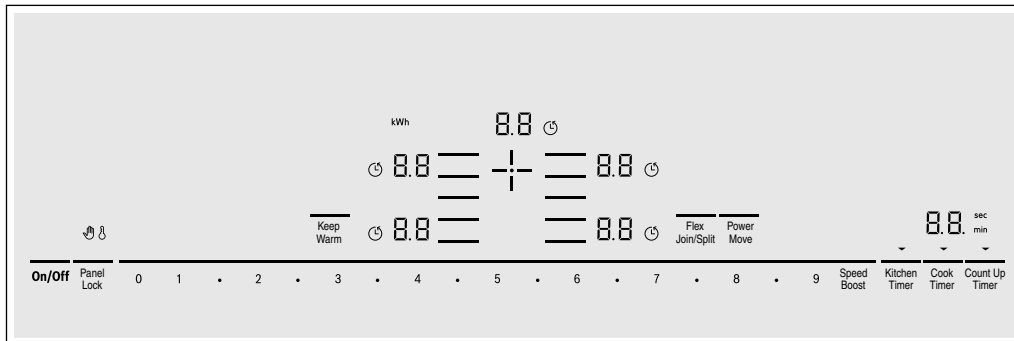 kWh
8.8
8.8 8.8
Keep Warm
8.8 8.8
Flex Join/Split
Power Move
8.8. sec
min
On/Off
Panel Lock
0 1 • 2 • 3 • 4 • 5 • 6 • 7 • 8 • 9
Speed Boost
Kitchen Timer
Cook Timer
Count Up Timer